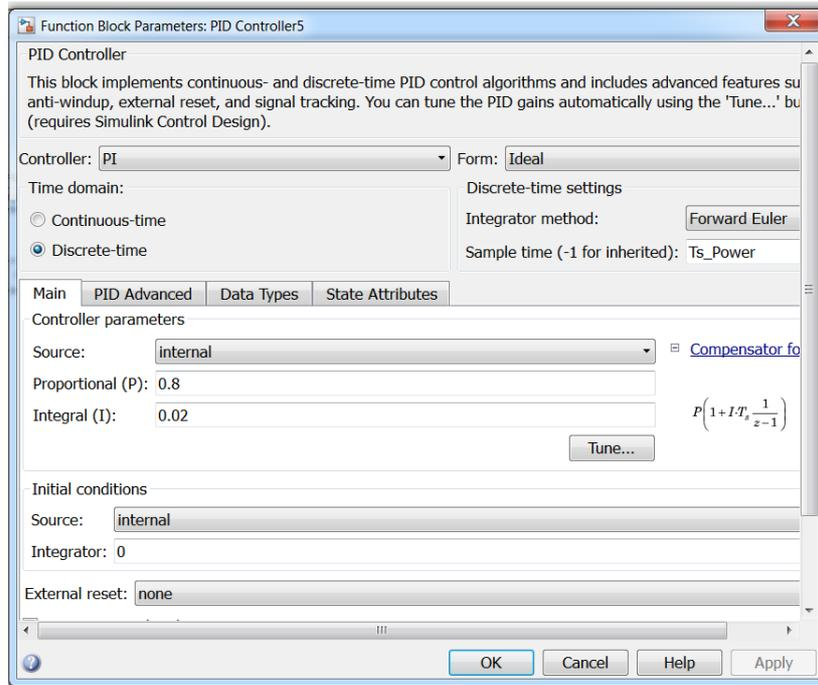 Function Block Parameters: PID Controller5
PID Controller
This block implements continuous- and discrete-time PID control algorithms and includes advanced features su
anti-windup, external reset, and signal tracking. You can tune the PID gains automatically using the 'Tune...' bu
(requires Simulink Control Design).
Controller: PI Form: Ideal
Time domain: Discrete-time settings
Continuous-time Integrator method: Forward Euler
Discrete-time Sample time (-1 for inherited): Ts_Power
Main PID Advanced Data Types State Attributes
Controller parameters
Source: internal Compensator fo
Proportional (P): 0.8
Integral (I): 0.02 P(1+I·Ts 1/(z−1))
Tune...
Initial conditions
Source: internal
Integrator: 0
External reset: none
OK Cancel Help Apply